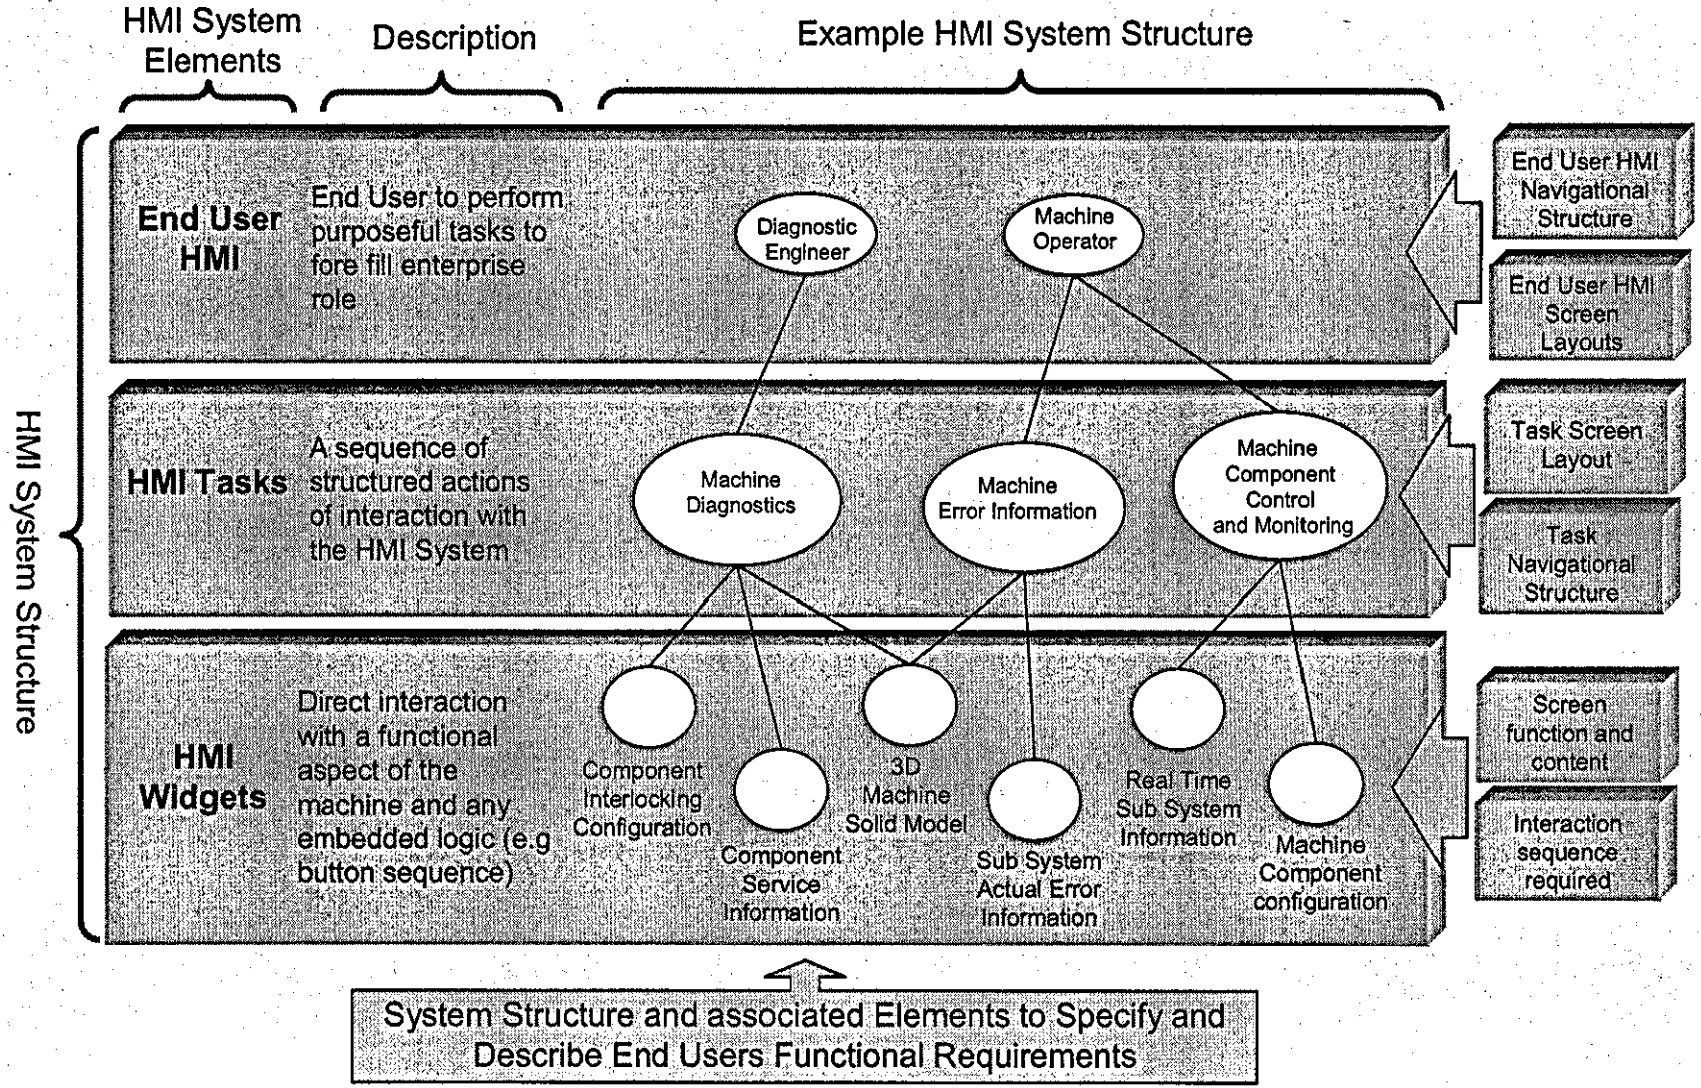 HMI System
Elements
Description
Example HMI System Structure
HMI System Structure
End User
HMI
End User to perform
purposeful tasks to
fore fill enterprise
role
Diagnostic
Engineer
Machine
Operator
End User HMI
Navigational
Structure
End User HMI
Screen
Layouts
HMI Tasks
A sequence of
structured actions
of interaction with
the HMI System
Machine
Diagnostics
Machine
Error Information
Machine
Component
Control
and Monitoring
Task Screen
Layout
Task
Navigational
Structure
HMI
Widgets
Direct interaction
with a functional
aspect of the
machine and any
embedded logic (e.g
button sequence)
Component
Interlocking
Configuration
Component
Service
Information
3D
Machine
Solid Model
Sub System
Actual Error
Information
Real Time
Sub System
Information
Machine
Component
configuration
Screen
function and
content
Interaction
sequence
required
System Structure and associated Elements to Specify and
Describe End Users Functional Requirements